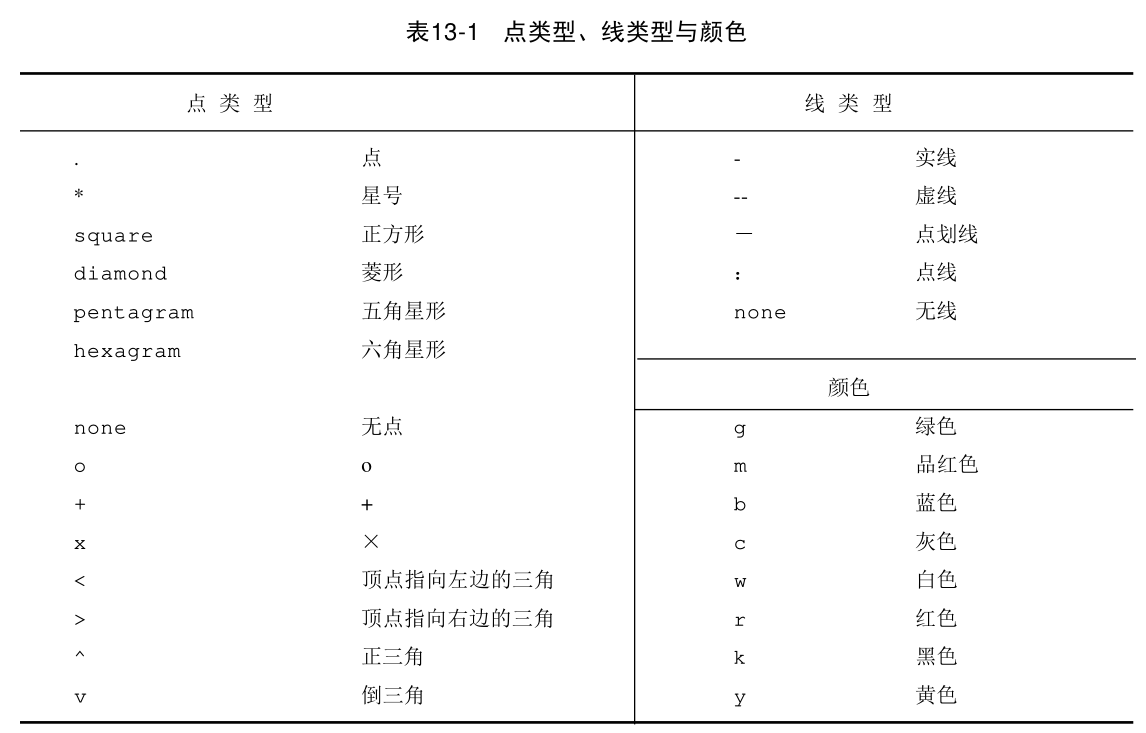 表13-1 点类型、线类型与颜色
点 类 型 线 类 型
. 点 - 实线
* 星号 -- 虚线
square 正方形 — 点划线
diamond 菱形 : 点线
pentagram 五角星形 none 无线
hexagram 六角星形
颜色
none 无点 g 绿色
o o m 品红色
+ + b 蓝色
x × c 灰色
< 顶点指向左边的三角 w 白色
> 顶点指向右边的三角 r 红色
^ 正三角 k 黑色
v 倒三角 y 黄色